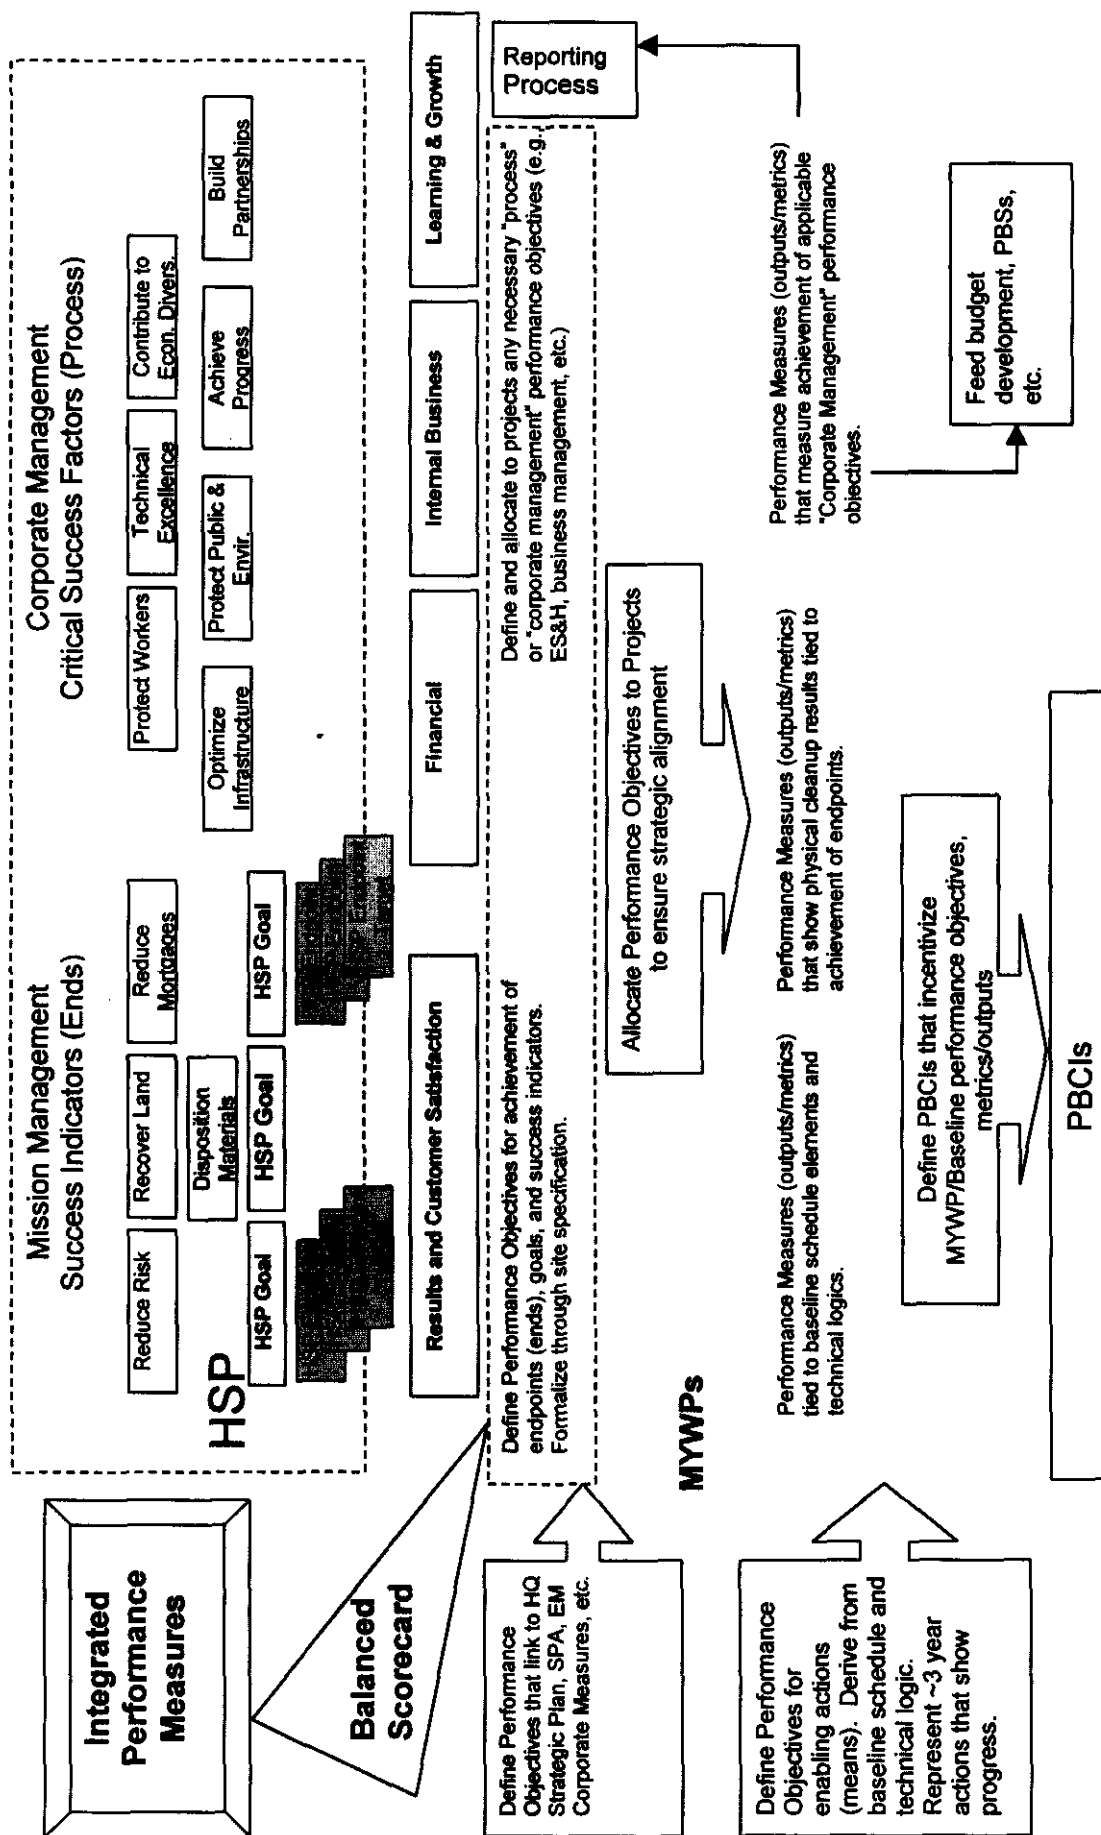 Integrated
Performance
Measures
Mission Management
Success Indicators (Ends)
Corporate Management
Critical Success Factors (Process)
Reduce Risk
Recover Land
Reduce
Mortgages
Disposition
Materials
HSP
HSP Goal
HSP Goal
HSP Goal
Protect Workers
Technical
Excellence
Contribute to
Econ. Divers.
Optimize
Infrastructure
Protect Public &
Envir.
Achieve
Progress
Build
Partnerships
Balanced
Scorecard
Results and Customer Satisfaction
Financial
Internal Business
Learning & Growth
Define Performance Objectives for achievement of
endpoints (ends), goals, and success indicators.
Formalize through site specification.
Define and allocate to projects any necessary "process"
or "corporate management" performance objectives (e.g.,
ES&H, business management, etc.)
Reporting
Process
Define Performance
Objectives that link to HQ
Strategic Plan, SPA, EM
Corporate Measures, etc.
MYWPs
Allocate Performance Objectives to Projects
to ensure strategic alignment
Define Performance
Objectives for
enabling actions
(means). Derive from
baseline schedule and
technical logic.
Represent ~3 year
actions that show
progress.
Performance Measures (outputs/metrics)
tied to baseline schedule elements and
technical logics.
Performance Measures (outputs/metrics)
that show physical cleanup results tied to
achievement of endpoints.
Performance Measures (outputs/metrics)
that measure achievement of applicable
"Corporate Management" performance
objectives.
Define PBCIs that incentivize
MYWP/Baseline performance objectives,
metrics/outputs
Feed budget
development, PBSs,
etc.
PBCIs